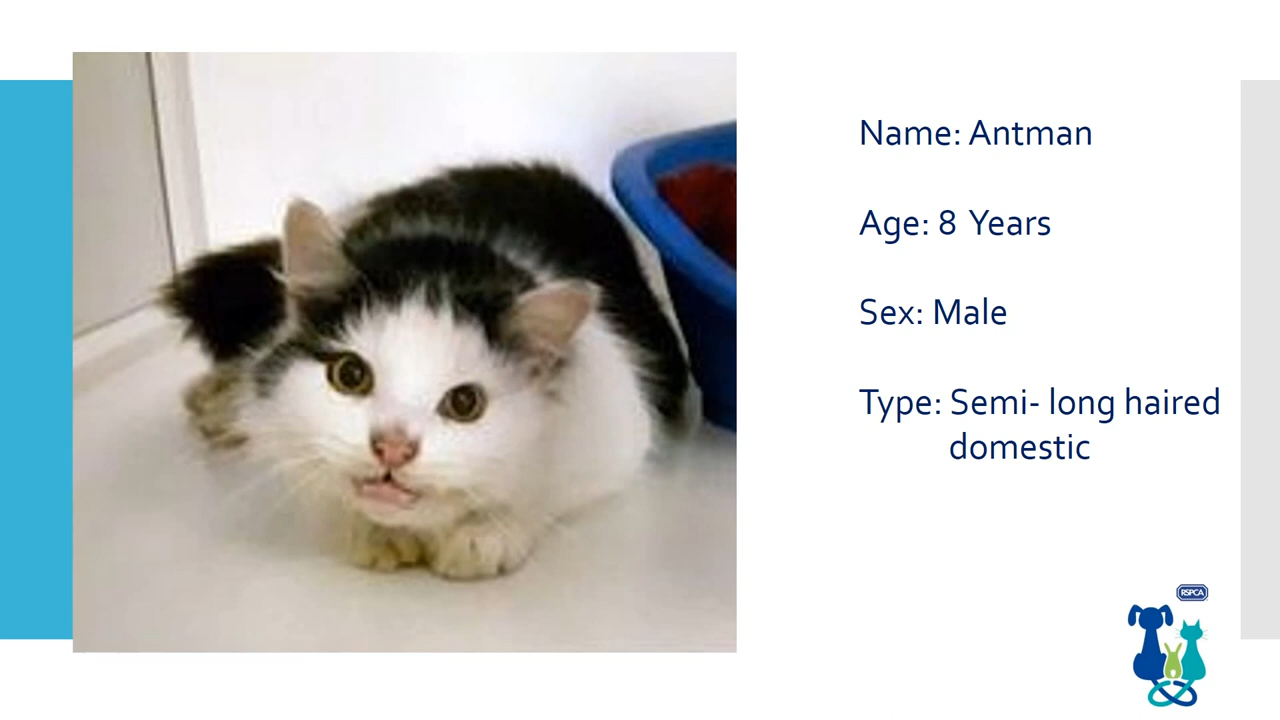 Name: Antman
Age: 8 Years
Sex: Male
Type: Semi- long haired
domestic
RSPCA